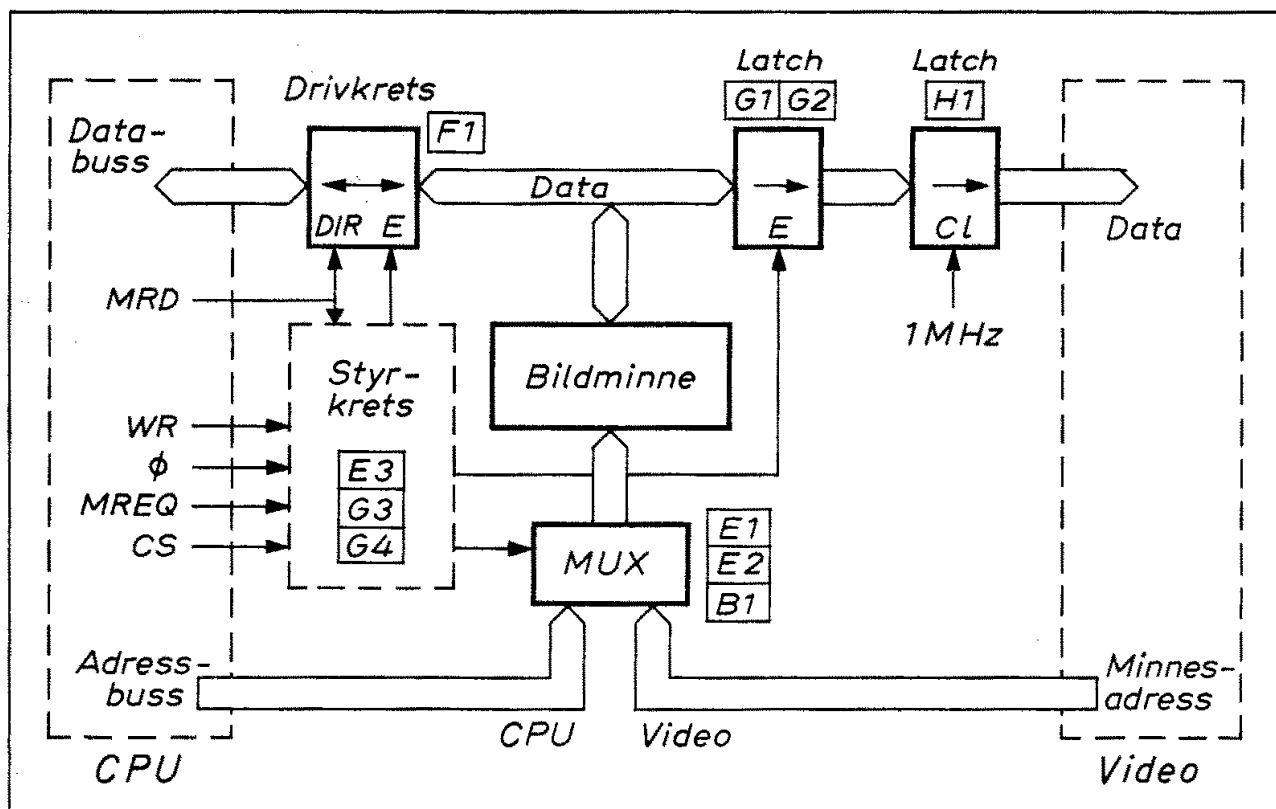 Latch
Latch
Drivkrets
G1 G2
H1
F1
Data-
buss
Data
DIR E
E
Cl
Data
MRD
1MHz
Styr-
krets
Bildminne
WR
ϕ
E3
MREQ
G3
CS
G4
MUX
E1
E2
B1
Adress-
buss
Minnes-
adress
CPU
Video
CPU
Video